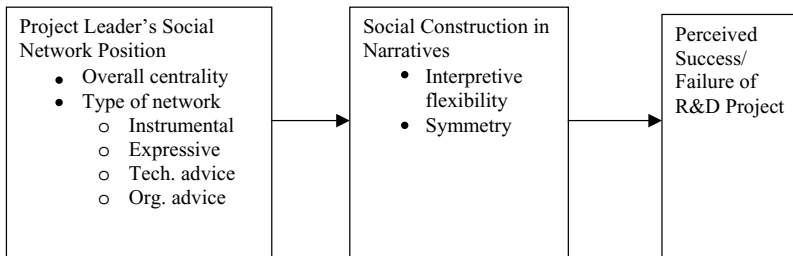 Project Leader's Social
Network Position
• Overall centrality
• Type of network
o Instrumental
o Expressive
o Tech. advice
o Org. advice
Social Construction in
Narratives
• Interpretive
flexibility
• Symmetry
Perceived
Success/
Failure of
R&D Project